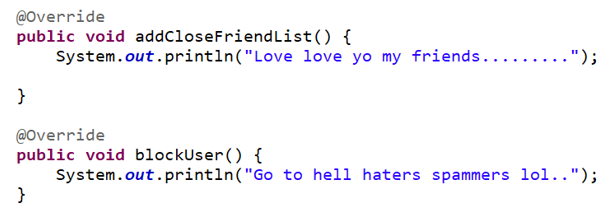 @Override
public void addCloseFriendList() {
System.out.println("Love love yo my friends.........");
}
@Override
public void blockUser() {
System.out.println("Go to hell haters spammers lol..");
}